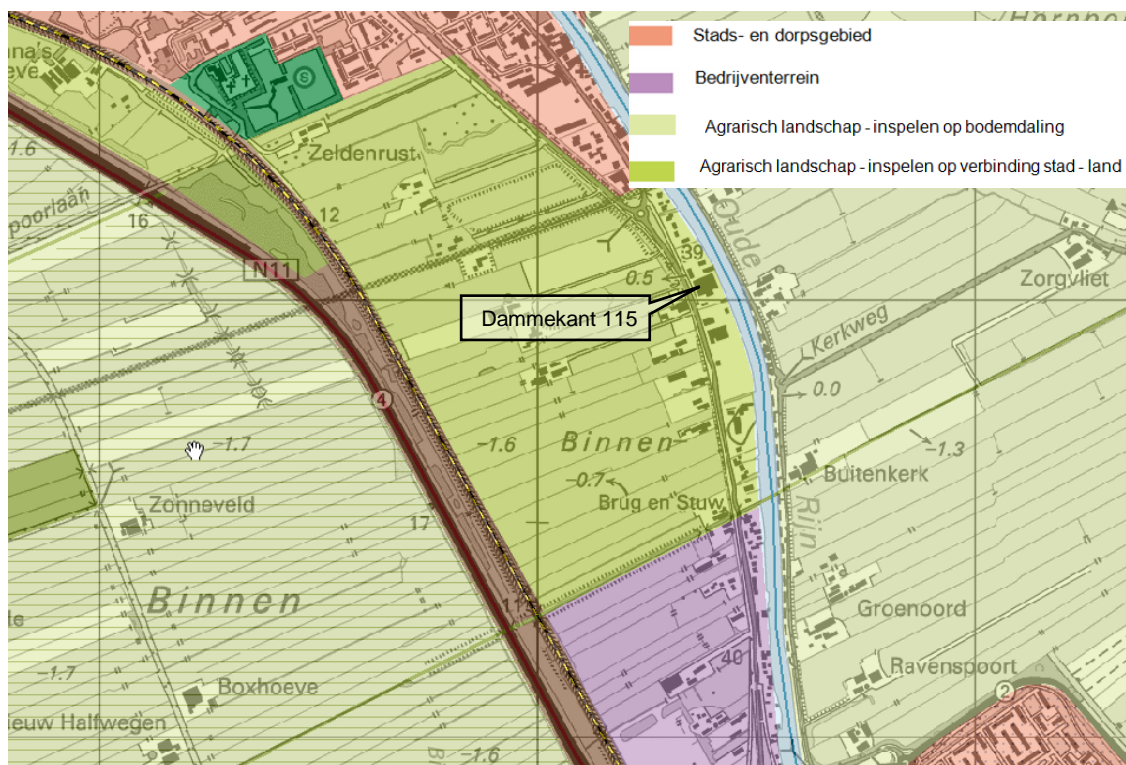 Stads- en dorpsgebied
Bedrijventerrein
Agrarisch landschap - inspelen op bodemdaling
Agrarisch landschap - inspelen op verbinding stad - land
S
Zeldenrust
-1.6
16
12
N11
Oude
39
0.5
Zorgvliet
Dammekant 115
Kerkweg
0.0
4
-1.7
-1.6
Binnen
-1.3
Buitenkerk
-0.7
Brug en Stuw
Zonneveld
17
Rijn
Binnen
Groenoord
40
Ravenspoort
-1.7
Boxhoeve
2
ieuw Halfwegen
-1.6